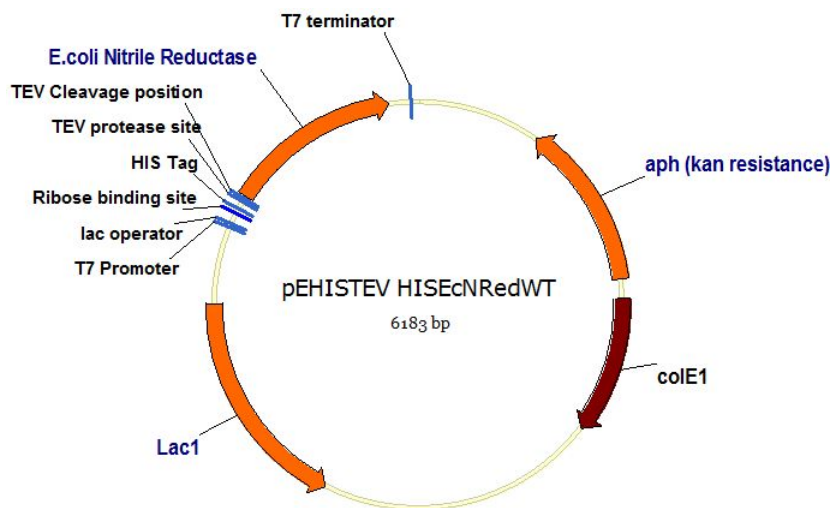 T7 terminator
E.coli Nitrile Reductase
TEV Cleavage position
TEV protease site
HIS Tag
Ribose binding site
lac operator
T7 Promoter
aph (kan resistance)
pEHISTEV HISEcNRedWT
6183 bp
colE1
Lac1